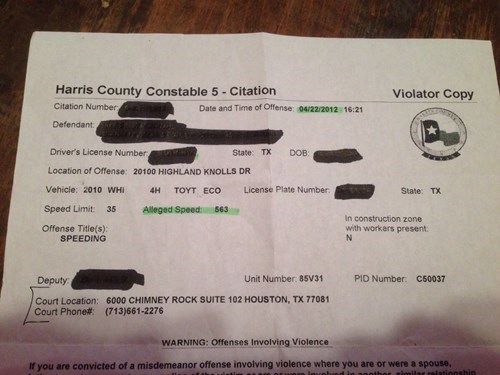 Harris County Constable 5 - Citation Violator Copy
Citation Number: Date and Time of Offense: 04/22/2012 16:21
Defendant:
Driver's License Number: State: TX DOB:
Location of Offense: 20100 HIGHLAND KNOLLS DR
Vehicle: 2010 WHI 4H TOYT ECO License Plate Number: State: TX
Speed Limit: 35 Alleged Speed: 563
In construction zone
with workers present:
N
Offense Title(s):
SPEEDING
Deputy: Unit Number: 85V31 PID Number: C50037
Court Location: 6000 CHIMNEY ROCK SUITE 102 HOUSTON, TX 77081
Court Phone#: (713)661-2276
WARNING: Offenses Involving Violence
If you are convicted of a misdemeanor offense involving violence where you are or were a spouse,